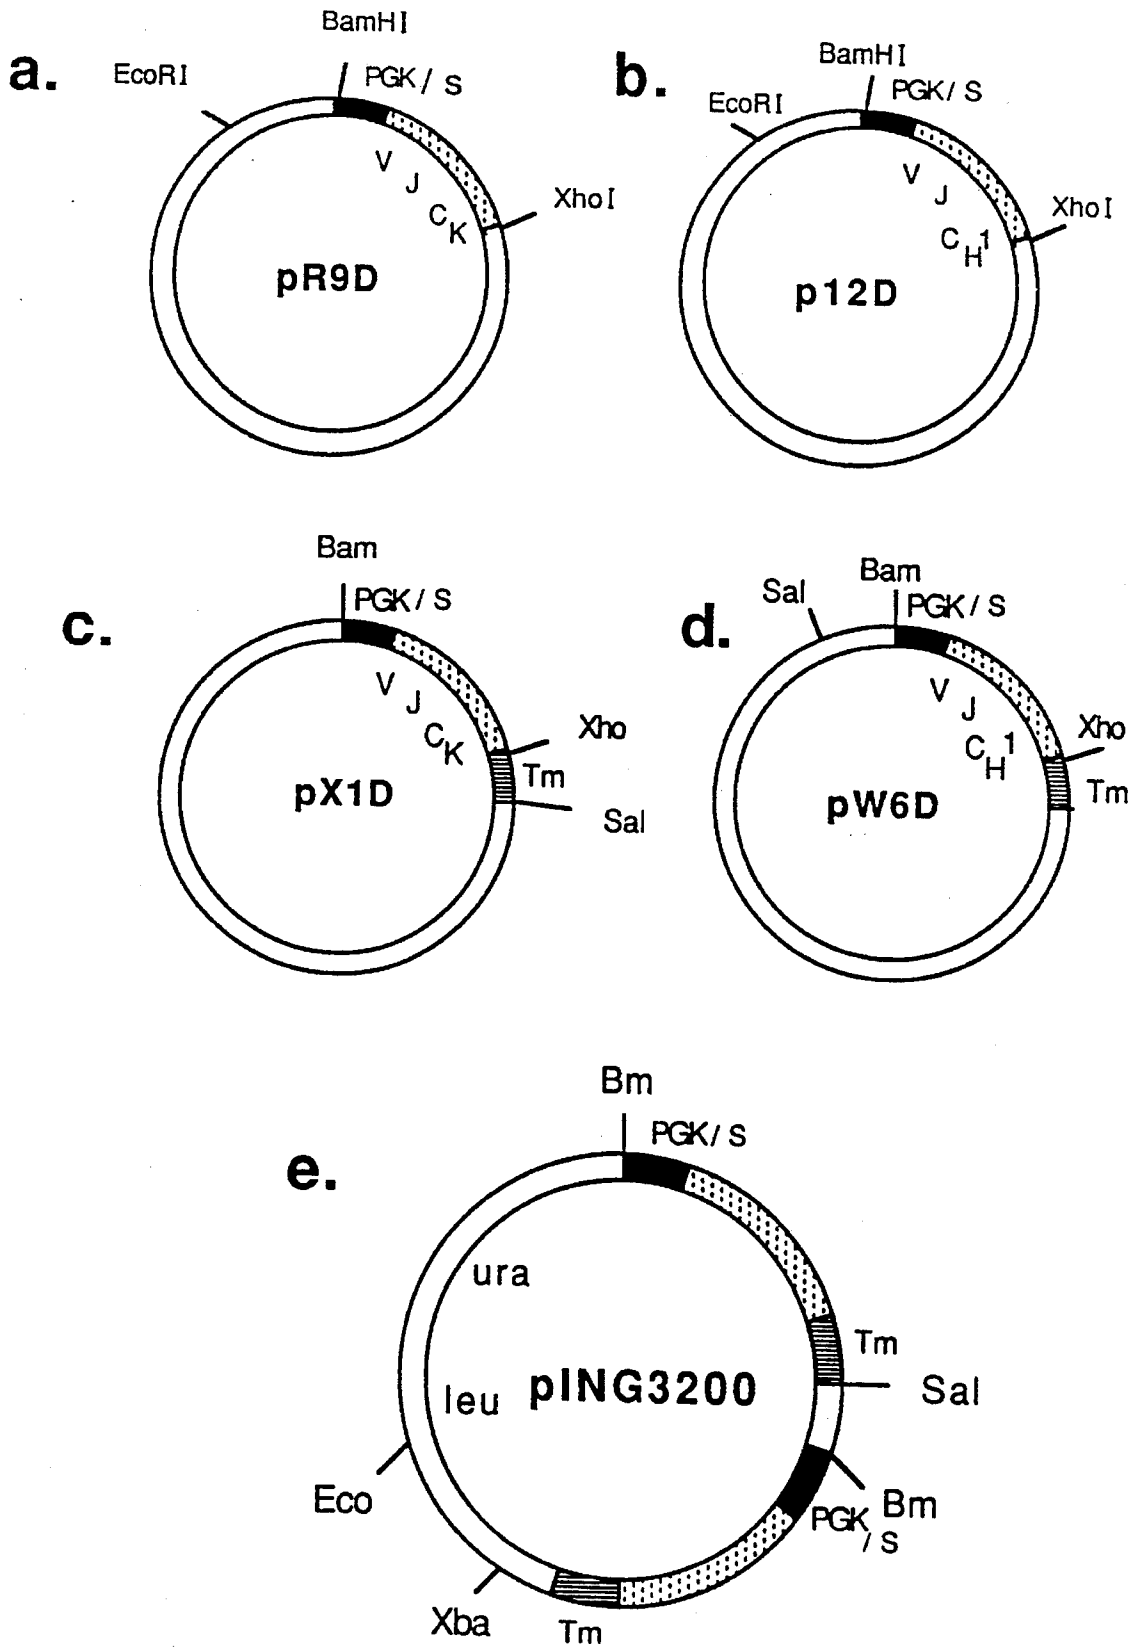 a.
BamHI
EcoRI
PGK/ S
V
J
CK
XhoI
pR9D
b.
BamHI
EcoRI
PGK/ S
V
J
CH1
XhoI
p12D
c.
Bam
PGK/ S
V
J
CK
Xho
Tm
Sal
pX1D
d.
Sal
Bam
PGK/ S
V
J
CH1
Xho
Tm
pW6D
e.
Bm
PGK/ S
ura
Tm
leu
pING3200
Sal
Eco
Bm
PGK
/ S
Xba
Tm